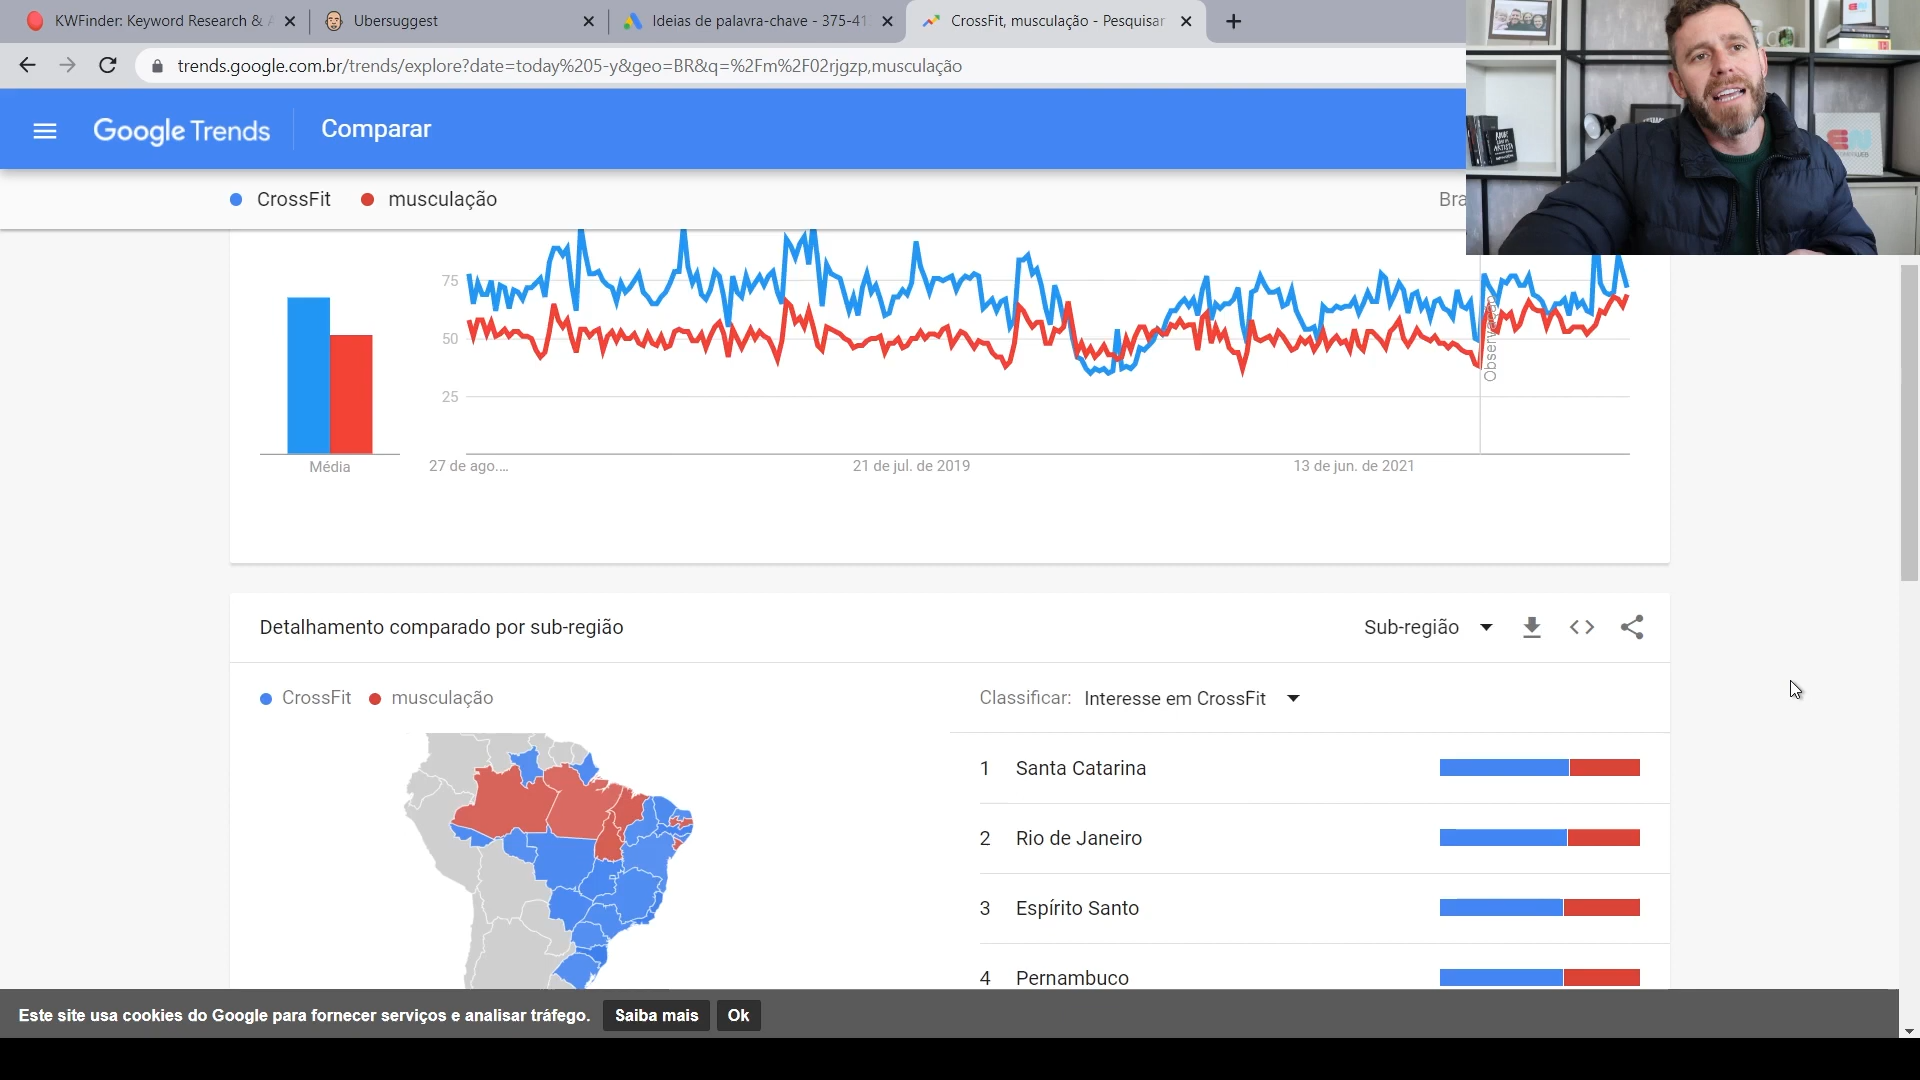 KWFinder: Keyword Research &
Ubersuggest
Ideias de palavra-chave - 375-41
CrossFit, musculação - Pesquisar
trends.google.com.br/trends/explore?date=today%205-y&geo=BR&q=%2Fm%2F02rjgzp,musculação
Google Trends
Comparar
CrossFit
musculação
Bra
75
50
25
Observação
Média
27 de ago....
21 de jul. de 2019
13 de jun. de 2021
Detalhamento comparado por sub-região
Sub-região
CrossFit
musculação
Classificar: Interesse em CrossFit
1 Santa Catarina
2 Rio de Janeiro
3 Espírito Santo
4 Pernambuco
Este site usa cookies do Google para fornecer serviços e analisar tráfego.
Saiba mais
Ok